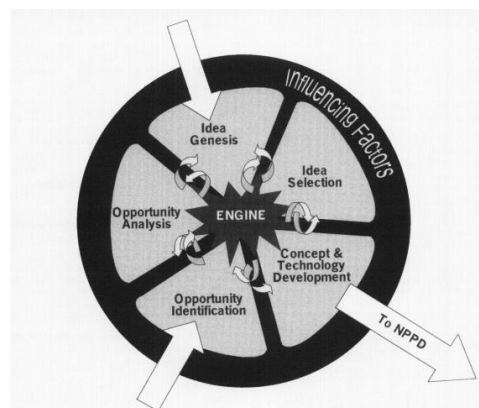 Influencing Factors
Idea
Genesis
Idea
Selection
Opportunity
Analysis
ENGINE
Concept &
Technology
Development
Opportunity
Identification
To NPPD